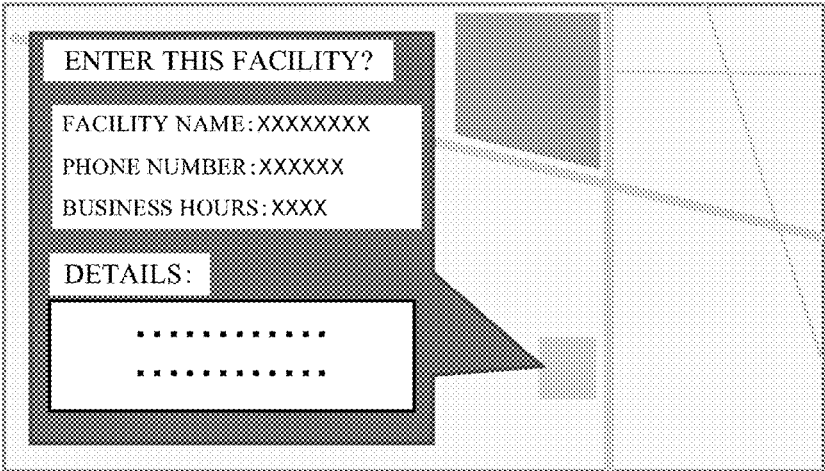 ENTER THIS FACILITY?
FACILITY NAME:XXXXXXXX
PHONE NUMBER:XXXXXX
BUSINESS HOURS:XXXX
DETAILS:
............
............